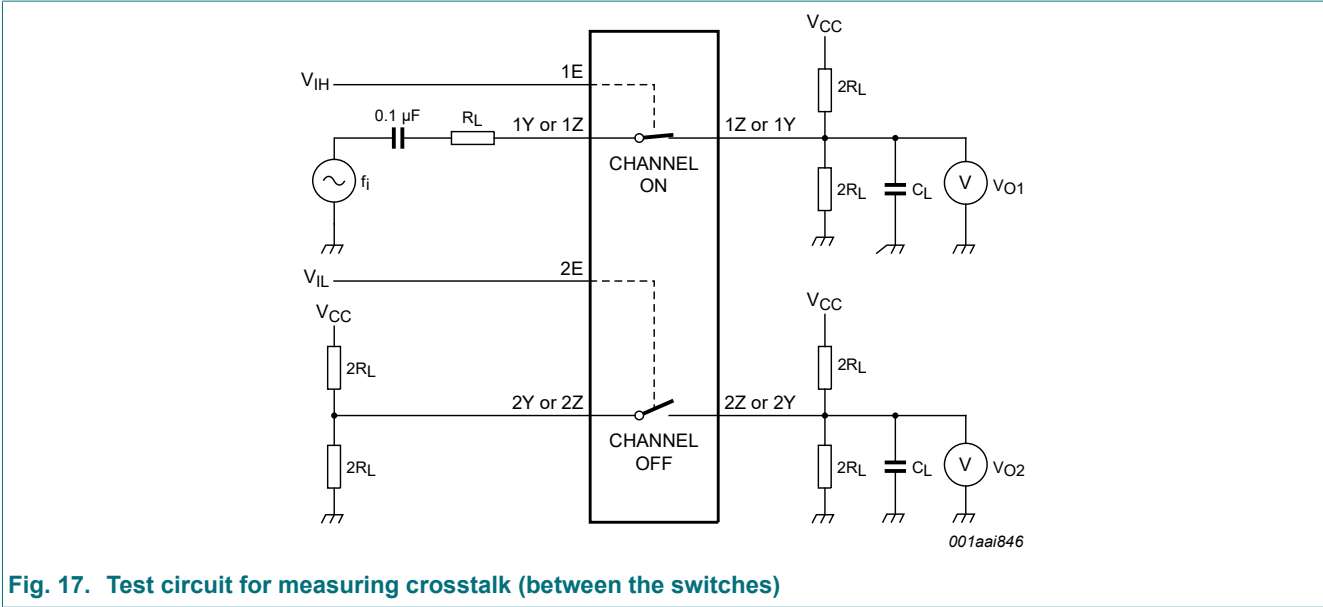 VCC
1E
VIH
2RL
0.1 µF
RL
1Y or 1Z
1Z or 1Y
fi
CHANNEL
ON
2RL
CL
V
VO1
2E
VIL
VCC
VCC
2RL
2RL
2Y or 2Z
2Z or 2Y
CHANNEL
OFF
2RL
2RL
CL
V
VO2
001aai846
Fig. 17. Test circuit for measuring crosstalk (between the switches)